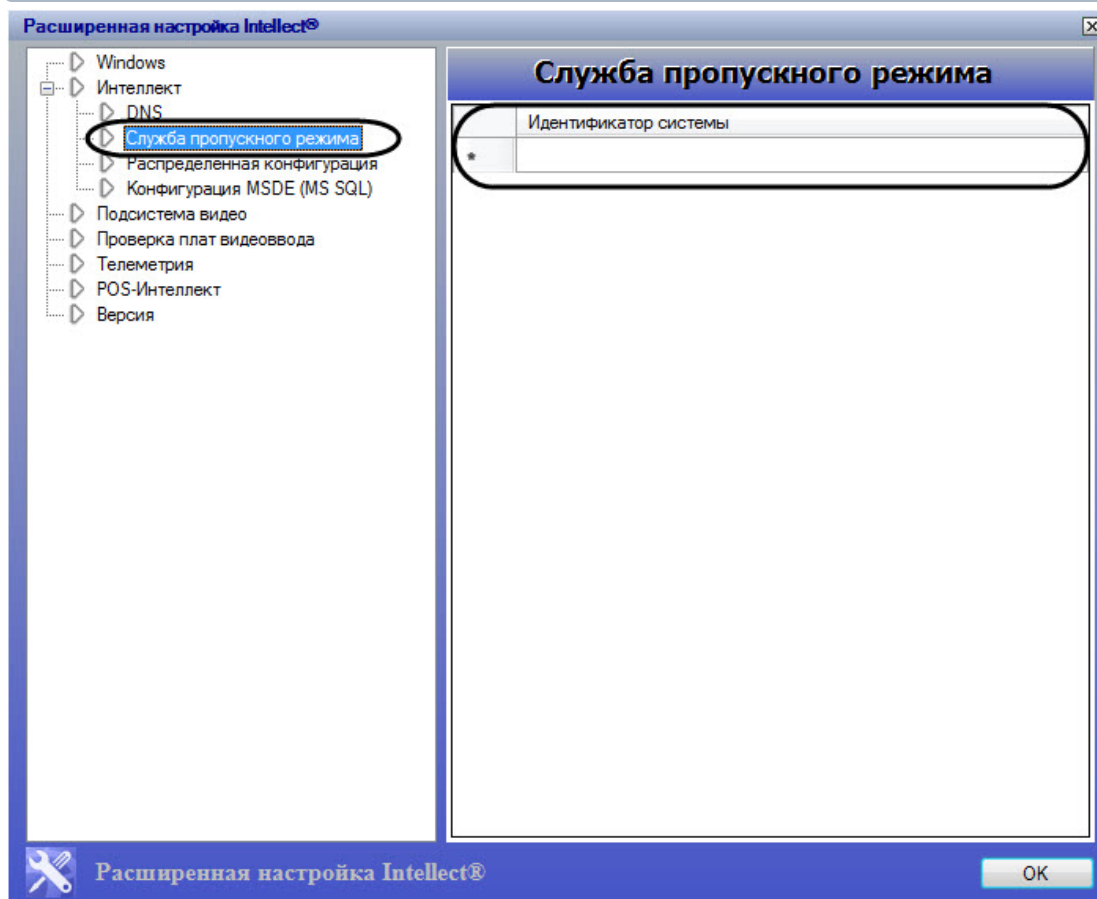 Расширенная настройка Intellect®
Windows
Интеллект
DNS
Служба пропускного режима
Распределенная конфигурация
Конфигурация MSDE (MS SQL)
Подсистема видео
Проверка плат видеоввода
Телеметрия
POS-Интеллект
Версия
Служба пропускного режима
Идентификатор системы
*
Расширенная настройка Intellect®
OK